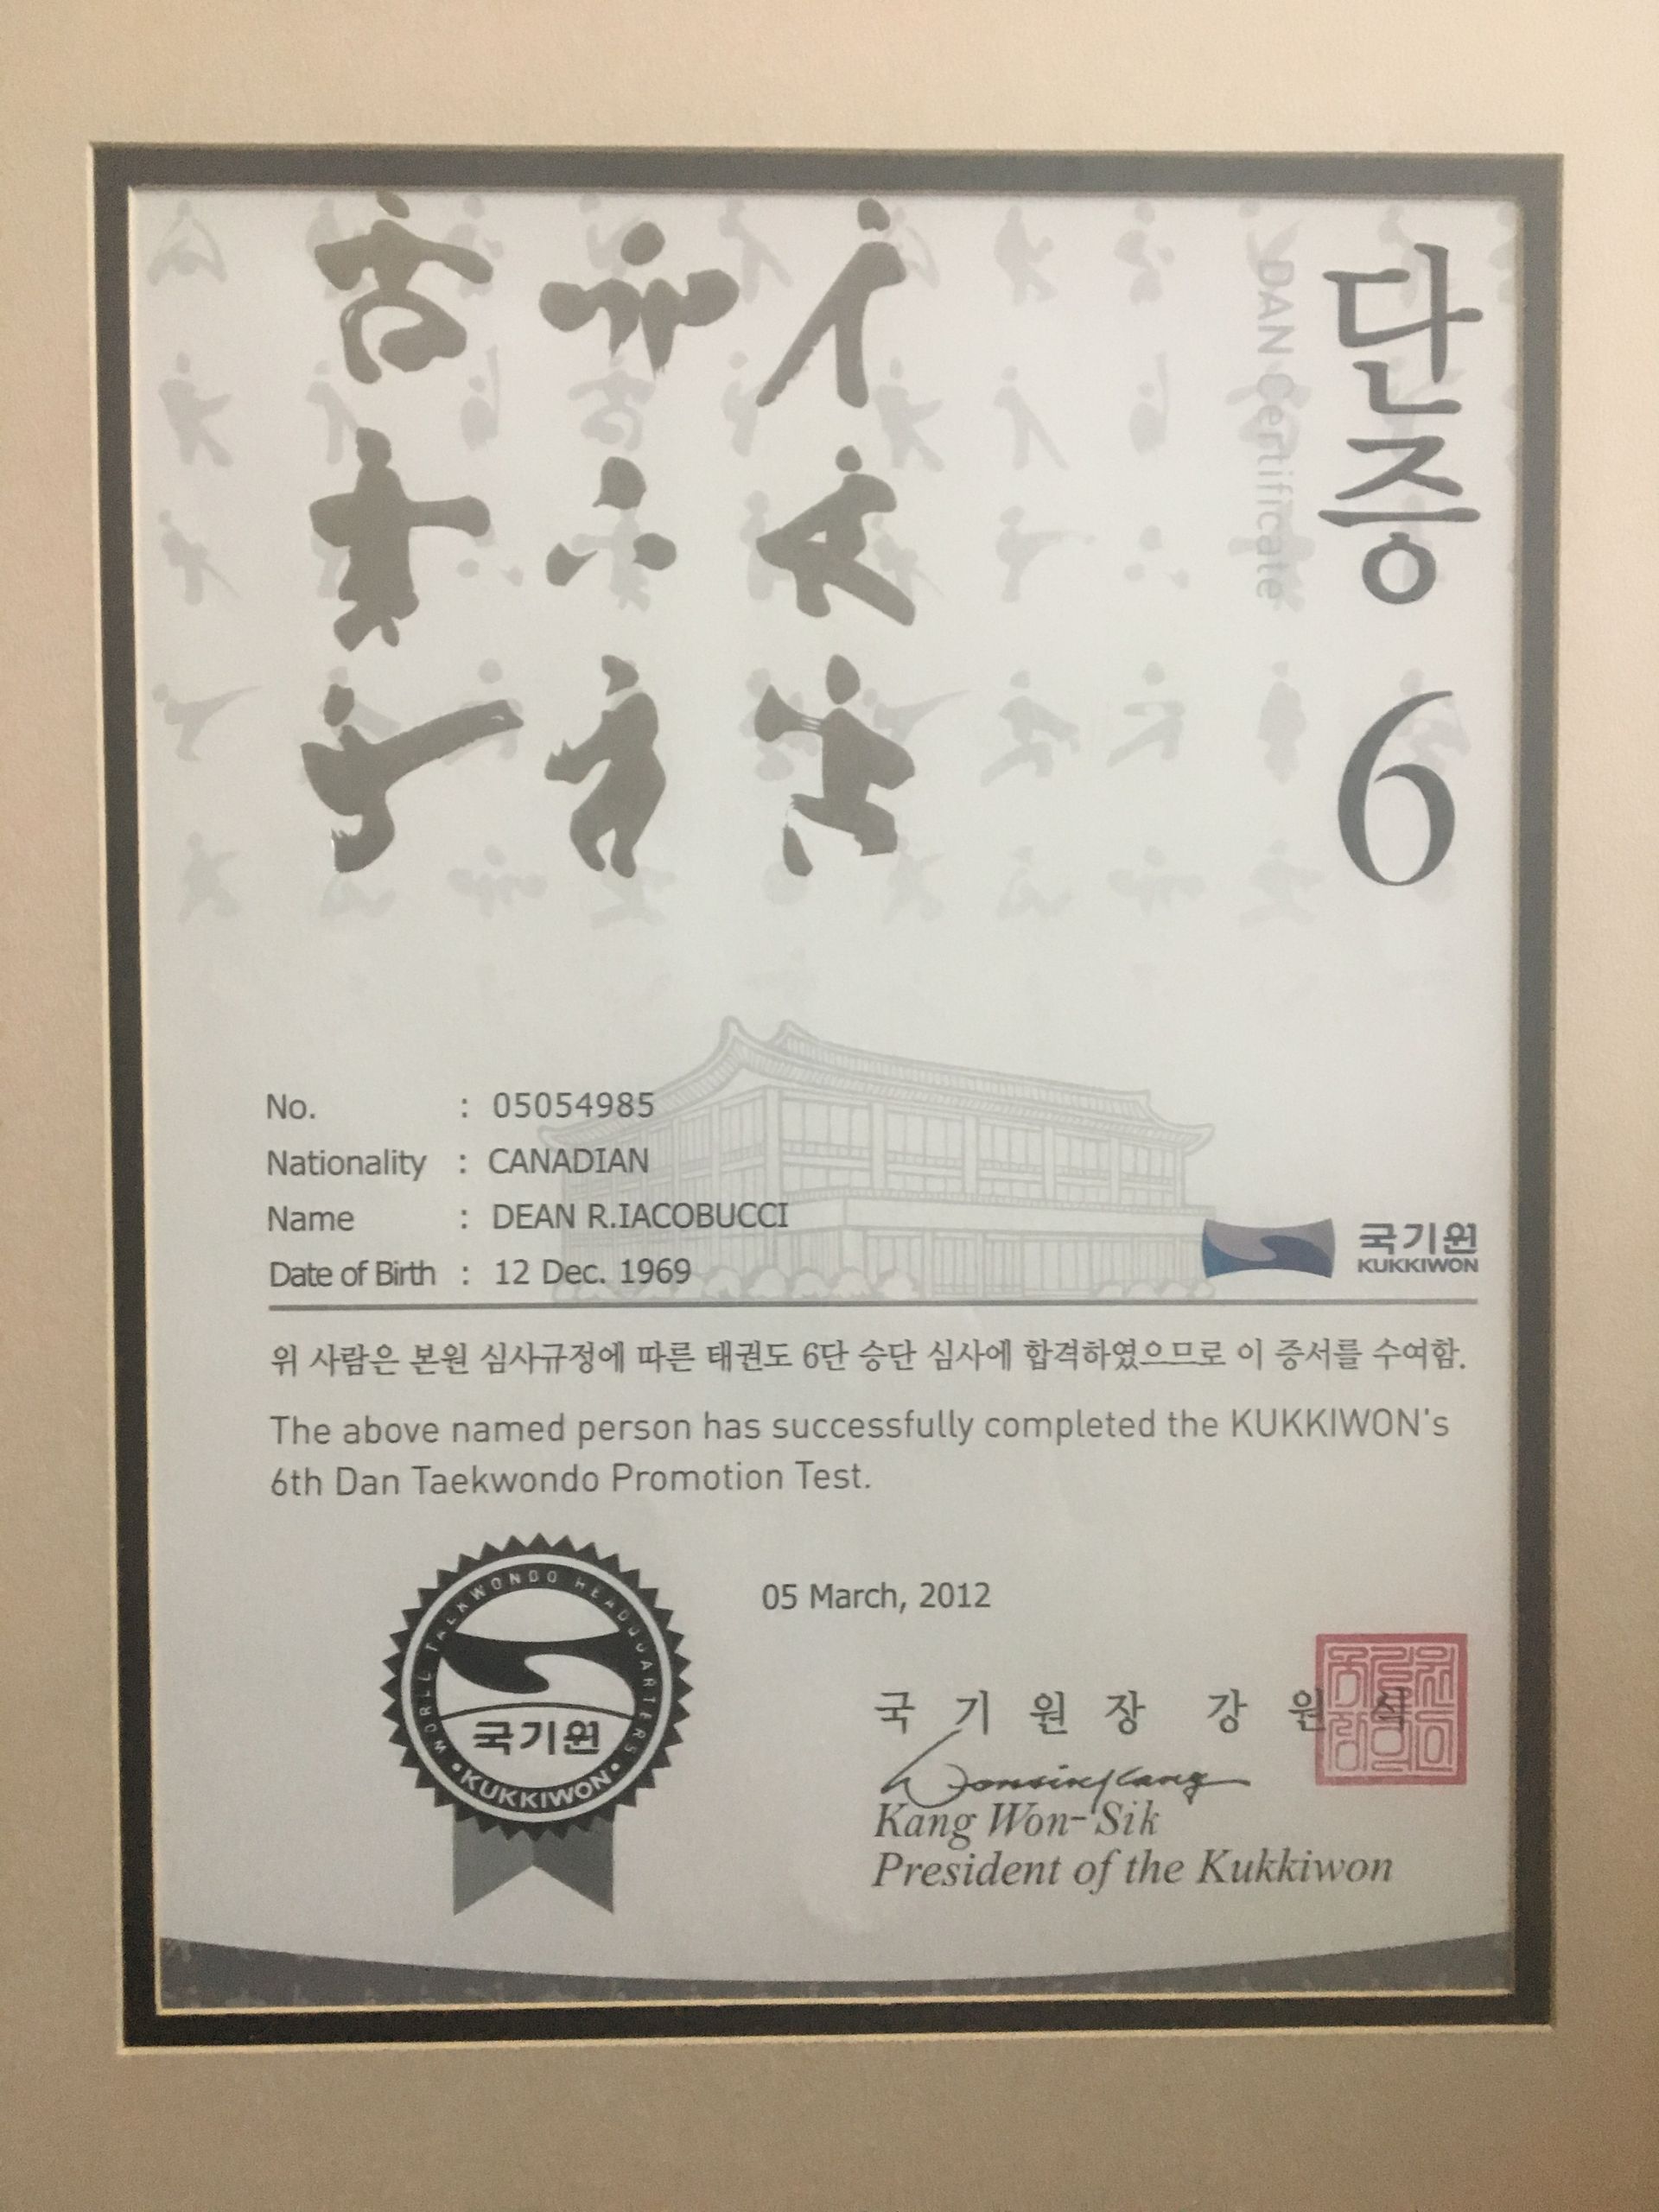 단증 6
DAN Certificate
No. : 05054985
Nationality : CANADIAN
Name : DEAN R.IACOBUCCI
Date of Birth : 12 Dec. 1969
국기원
KUKKIWON
위 사람은 본원 심사규정에 따른 태권도 6단 승단 심사에 합격하였으므로 이 증서를 수여함.
The above named person has successfully completed the KUKKIWON's
6th Dan Taekwondo Promotion Test.
05 March, 2012
WORLD TAEKWONDO HEADQUARTERS
국기원
• KUKKIWON •
국 기 원 장 강 원 식
Wonsik Kang
Kang Won-Sik
President of the Kukkiwon